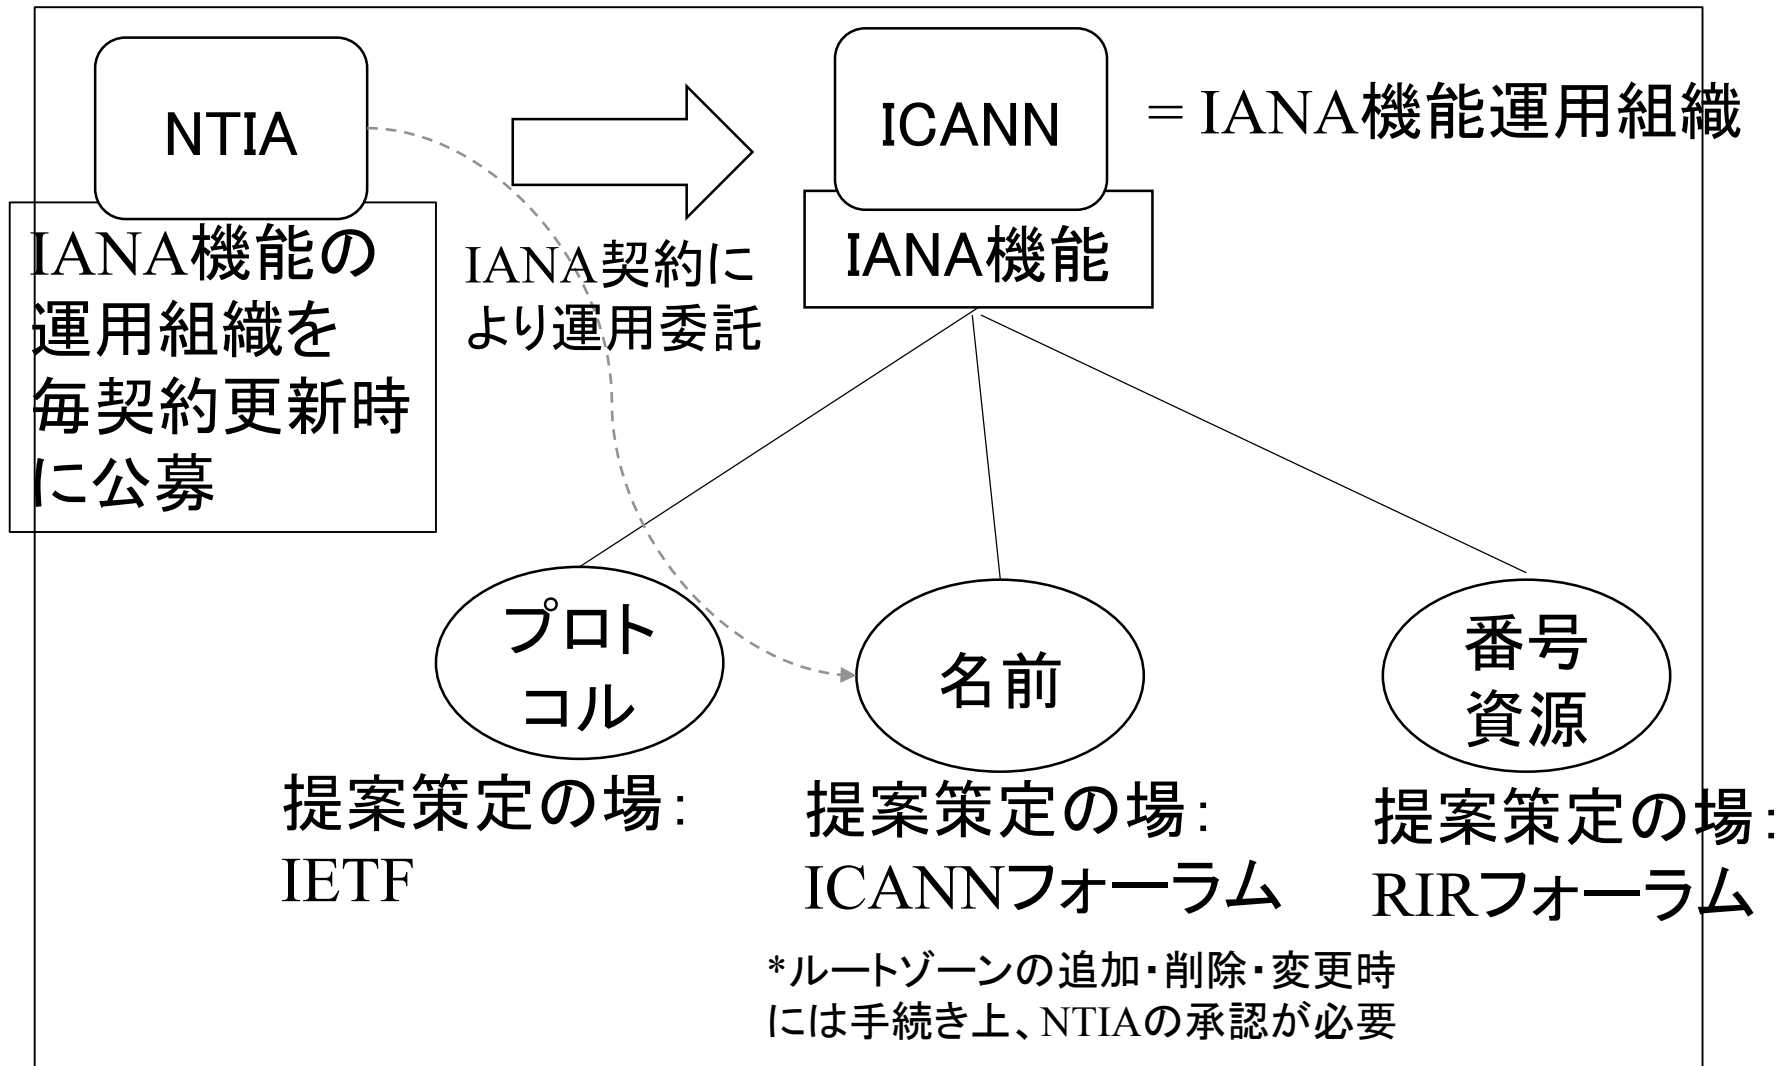 NTIA
ICANN
= IANA機能運用組織
IANA機能の
運用組織を
毎契約更新時
に公募
IANA契約に
より運用委託
IANA機能
プロト
コル
名前
番号
資源
提案策定の場:
IETF
提案策定の場:
ICANNフォーラム
提案策定の場:
RIRフォーラム
*ルートゾーンの追加・削除・変更時
には手続き上、NTIAの承認が必要